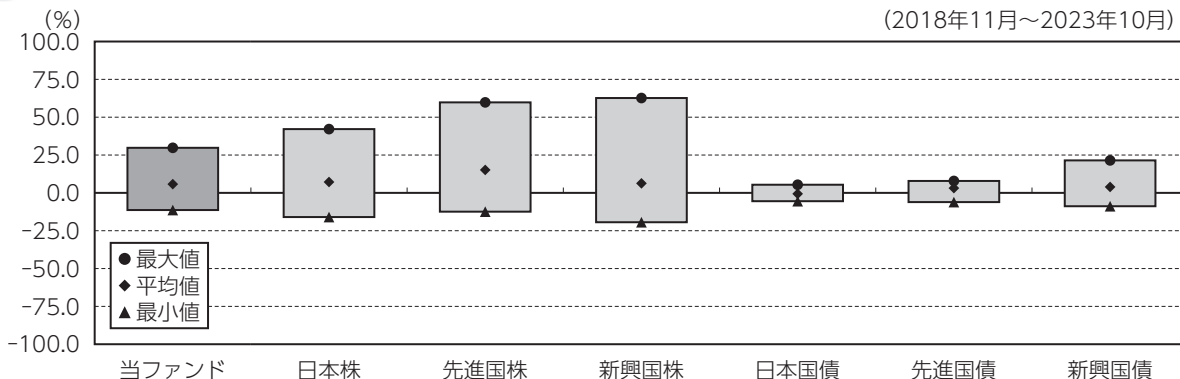 (%)
(2018年11月～2023年10月)
100.0
75.0
50.0
25.0
0.0
-25.0
-50.0
-75.0
-100.0
●最大値
◆平均値
▲最小値
当ファンド 日本株 先進国株 新興国株 日本国債 先進国債 新興国債